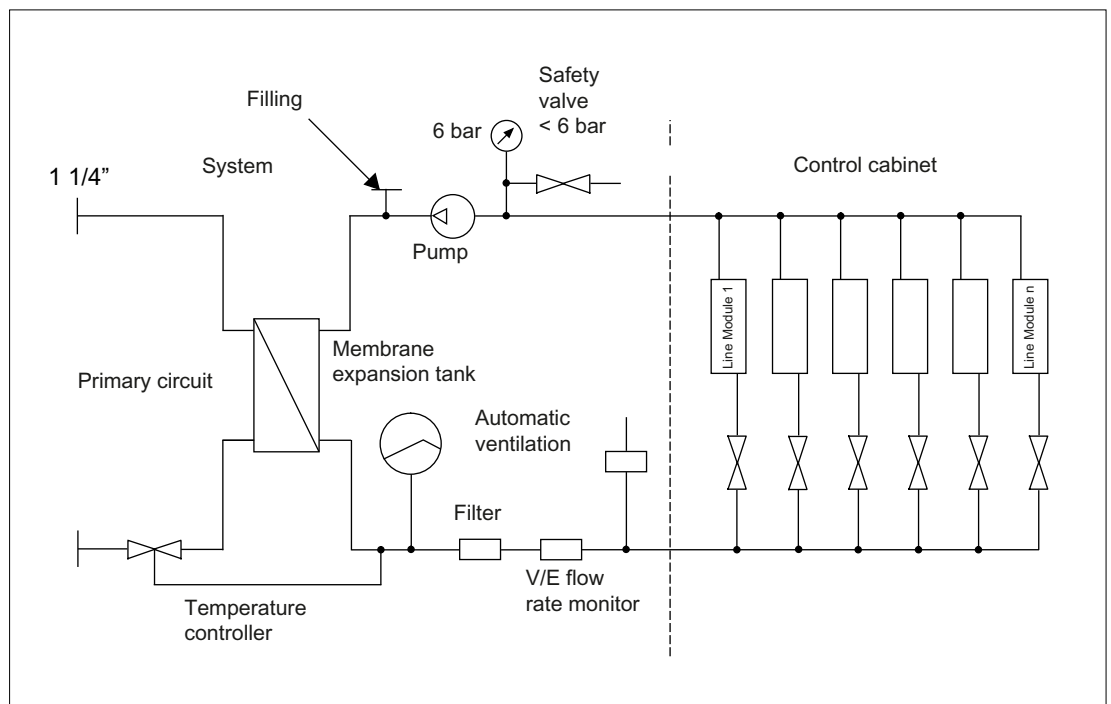 Safety
valve
< 6 bar
6 bar
Filling
System
Control cabinet
1 1/4”
Pump
Line Module 1
Line Module n
Membrane
expansion tank
Primary circuit
Automatic
ventilation
Filter
V/E flow
rate monitor
Temperature
controller